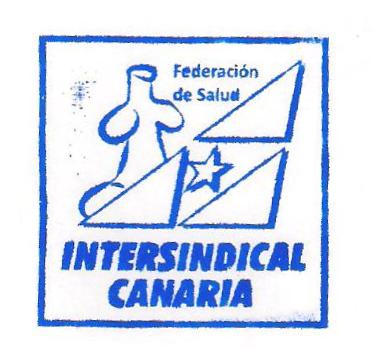 Federación
de Salud
INTERSINDICAL
CANARIA